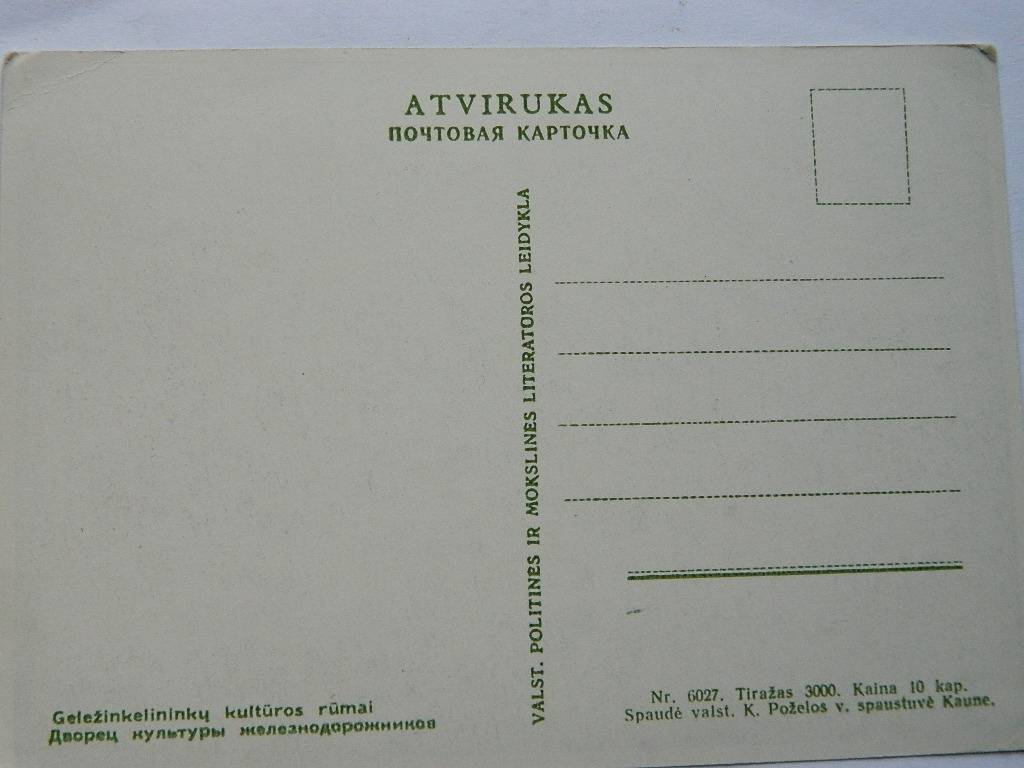 ATVIRUKAS
ПОЧТОВАЯ КАРТОЧКА
VALST. POLITINĖS IR MOKSLINĖS LITERATŪROS LEIDYKLA
Geležinkelininkų kultūros rūmai
Дворец культуры железнодорожников
Nr. 6027. Tiražas 3000. Kaina 10 kap.
Spaudė valst. K. Poželos v. spaustuvė Kaune.